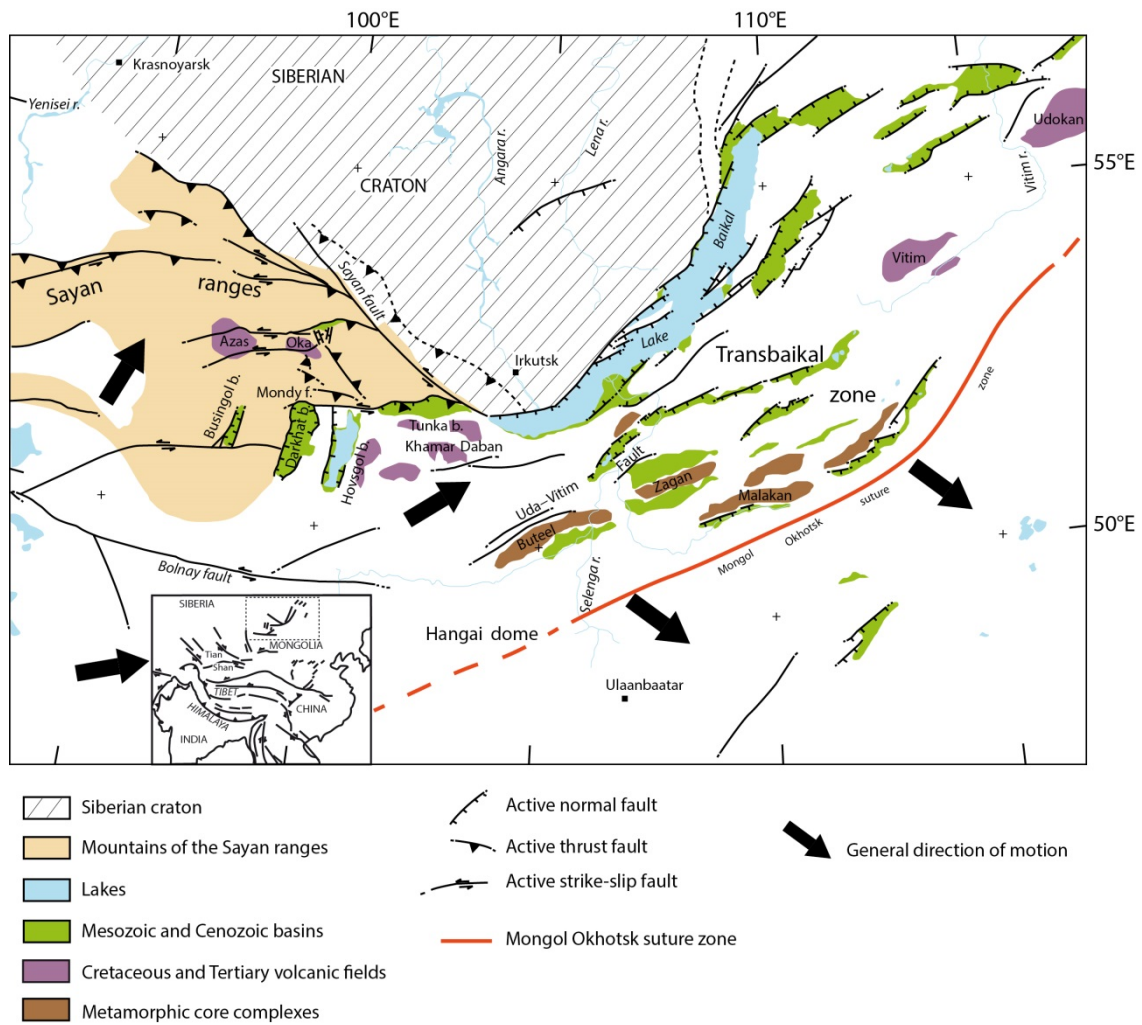 100°E
110°E
Krasnoyarsk
SIBERIAN
Yenisei r.
Angara r.
Lena r.
Udokan
CRATON
55°E
Vitim r.
Baikal
Sayan fault
Vitim
Sayan
ranges
Azas
Oka
Lake
Irkutsk
Transbaikal
zone
zone
Mondy f.
Busingol b.
Darkhat b.
Hovsgol b.
Tunka b.
Khamar Daban
Fault
Zagan
Uda–Vitim
Malakan
suture
Okhotsk
Mongol
Buteel
50°E
Bolnay fault
Selenga r.
Hangai dome
Ulaanbaatar
SIBERIA
MONGOLIA
Tian
Shan
TIBET
CHINA
HIMALAYA
INDIA
Siberian craton
Mountains of the Sayan ranges
Lakes
Mesozoic and Cenozoic basins
Cretaceous and Tertiary volcanic fields
Metamorphic core complexes
Active normal fault
Active thrust fault
Active strike-slip fault
Mongol Okhotsk suture zone
General direction of motion